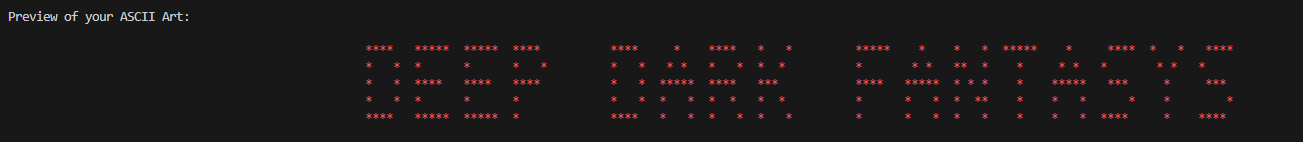 Preview of your ASCII Art:
DEEP DARK FANTASYS